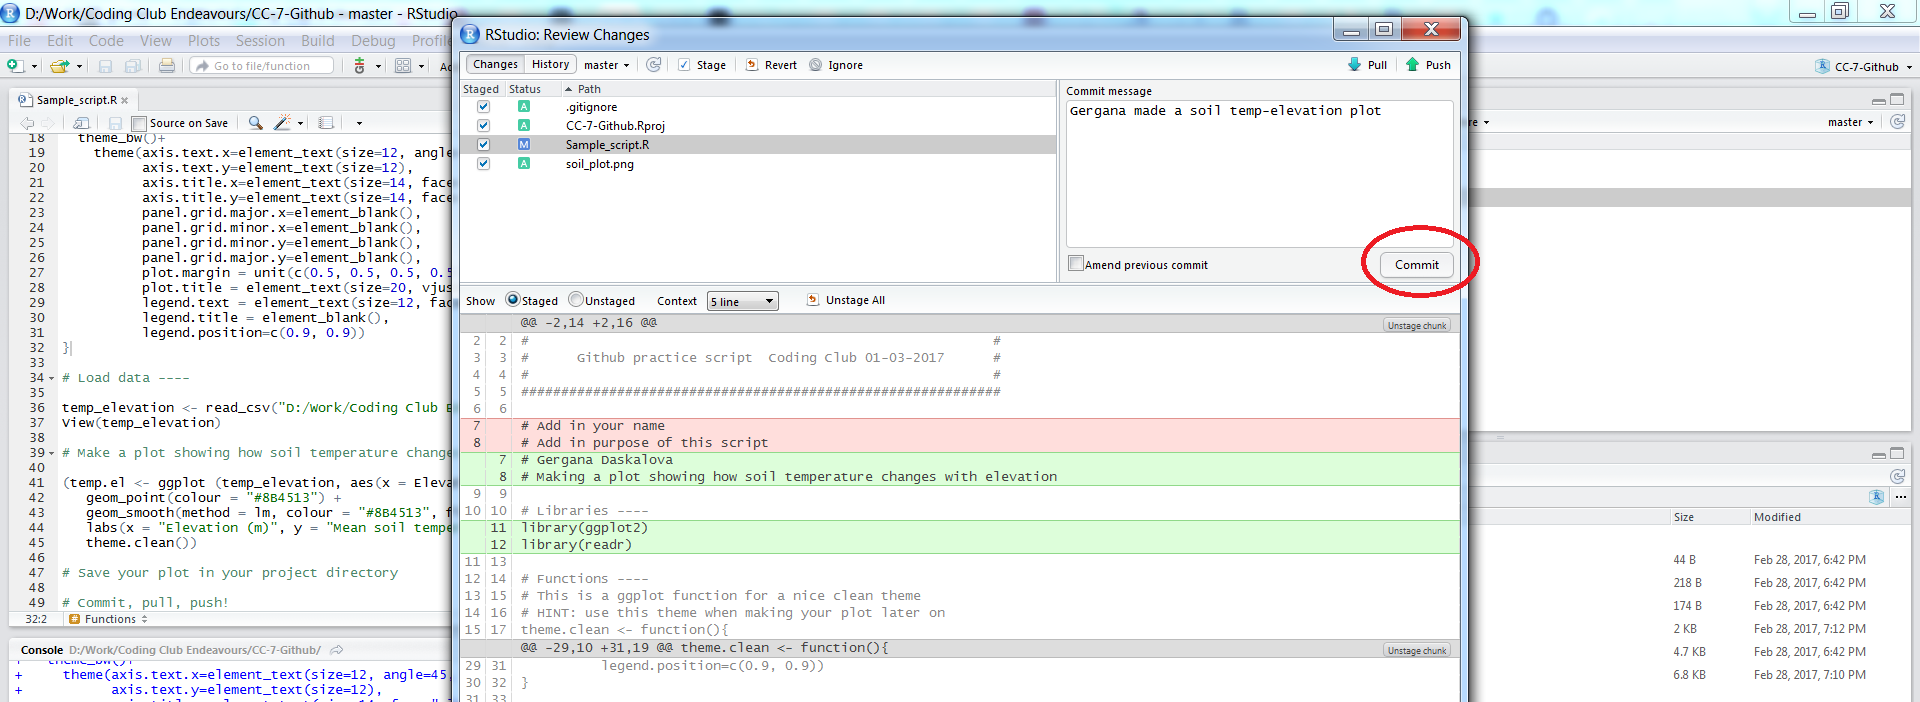 D:/Work/Coding Club Endeavours/CC-7-Github - master - RStudio
File Edit Code View Plots Session Build Debug Profile
Go to file/function
CC-7-Github
Sample_script.R
Source on Save
18 theme_bw()+
19 theme(axis.text.x=element_text(size=12, angle
20 axis.text.y=element_text(size=12),
21 axis.title.x=element_text(size=14, face
22 axis.title.y=element_text(size=14, face
23 panel.grid.major.x=element_blank(),
24 panel.grid.minor.x=element_blank(),
25 panel.grid.minor.y=element_blank(),
26 panel.grid.major.y=element_blank(),
27 plot.margin = unit(c(0.5, 0.5, 0.5, 0.5
28 plot.title = element_text(size=20, vjus
29 legend.text = element_text(size=12, fac
30 legend.title = element_blank(),
31 legend.position=c(0.9, 0.9))
32 }
33
34 # Load data ----
35
36 temp_elevation <- read_csv("D:/Work/Coding Club E
37 View(temp_elevation)
38
39 # Make a plot showing how soil temperature change
40
41 (temp.el <- ggplot (temp_elevation, aes(x = Eleva
42 geom_point(colour = "#8B4513") +
43 geom_smooth(method = lm, colour = "#8B4513", f
44 labs(x = "Elevation (m)", y = "Mean soil tempe
45 theme.clean())
46
47 # Save your plot in your project directory
48
49 # Commit, pull, push!
32:2 # Functions
Console D:/Work/Coding Club Endeavours/CC-7-Github/
+ theme_bw()+
+ theme(axis.text.x=element_text(size=12, angle=45,
+ axis.text.y=element_text(size=12),
RStudio: Review Changes
Changes History master Stage Revert Ignore Pull Push
Staged Status Path
A .gitignore
A CC-7-Github.Rproj
M Sample_script.R
A soil_plot.png
Commit message
Gergana made a soil temp-elevation plot
Amend previous commit
Commit
Show Staged Unstaged Context 5 line Unstage All
@@ -2,14 +2,16 @@ Unstage chunk
2 2 # #
3 3 # Github practice script Coding Club 01-03-2017 #
4 4 # #
5 5 ############################################################
6 6
7 # Add in your name
8 # Add in purpose of this script
7 # Gergana Daskalova
8 # Making a plot showing how soil temperature changes with elevation
9 9
10 10 # Libraries ----
11 library(ggplot2)
12 library(readr)
11 13
12 14 # Functions ----
13 15 # This is a ggplot function for a nice clean theme
14 16 # HINT: use this theme when making your plot later on
15 17 theme.clean <- function(){
@@ -29,10 +31,19 @@ theme.clean <- function(){ Unstage chunk
29 31 legend.position=c(0.9, 0.9))
30 32 }
31 33
master
Size Modified
44 B Feb 28, 2017, 6:42 PM
218 B Feb 28, 2017, 6:42 PM
174 B Feb 28, 2017, 6:42 PM
2 KB Feb 28, 2017, 7:12 PM
4.7 KB Feb 28, 2017, 6:42 PM
6.8 KB Feb 28, 2017, 7:10 PM